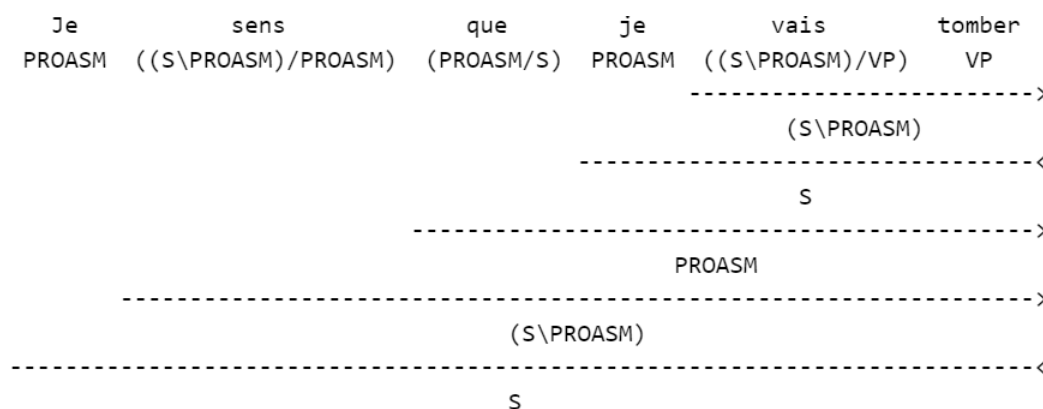 Je sens que je vais tomber
PROASM ((S\PROASM)/PROASM) (PROASM/S) PROASM ((S\PROASM)/VP) VP
-------------------------->
(S\PROASM)
-----------------------------------<
S
------------------------------------------------>
PROASM
----------------------------------------------------------------------->
(S\PROASM)
--------------------------------------------------------------------------------<
S